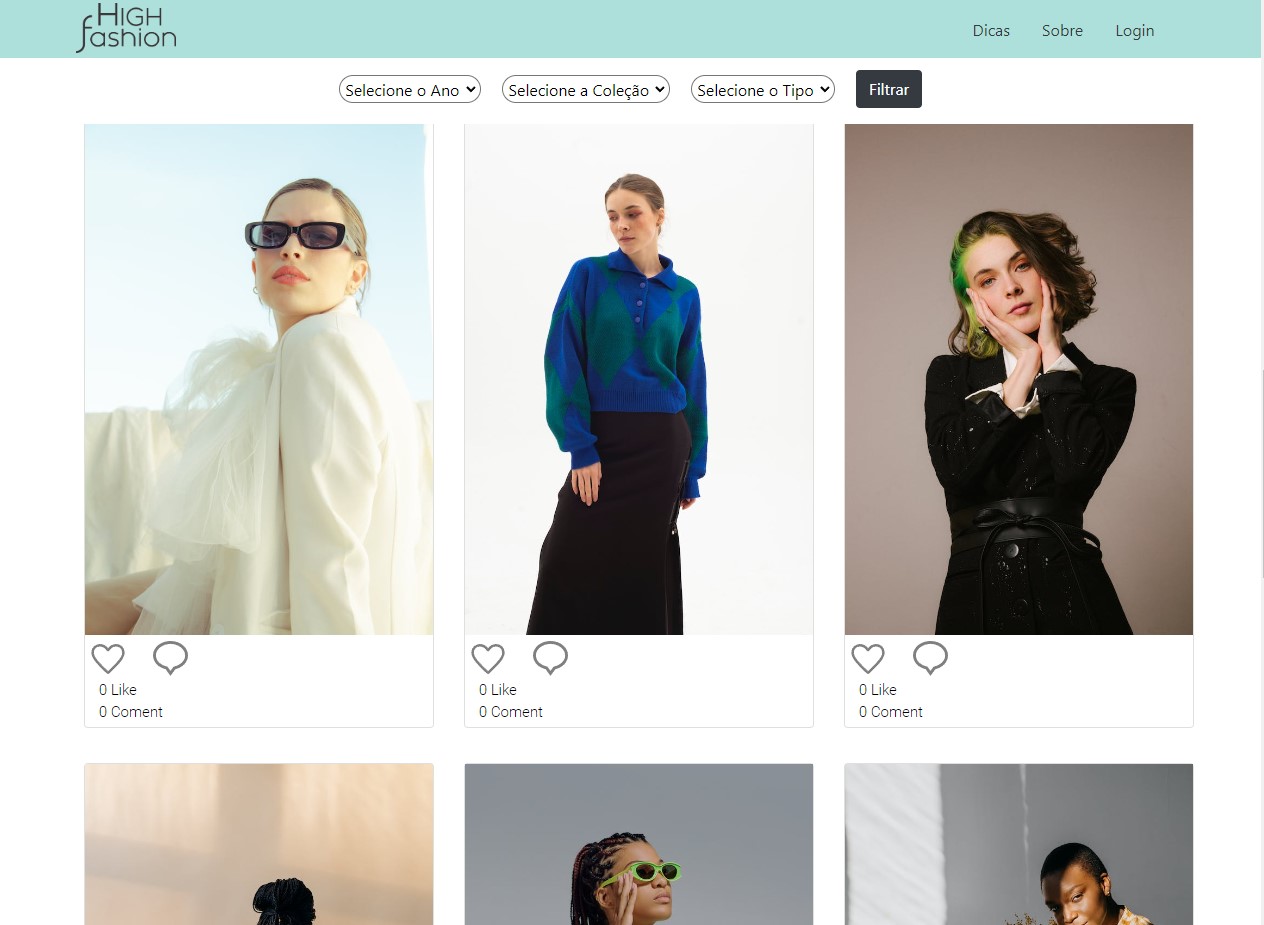 HIGH
fashion
Dicas Sobre Login
Selecione o Ano Selecione a Coleção Selecione o Tipo Filtrar
0 Like 0 Like 0 Like
0 Coment 0 Coment 0 Coment